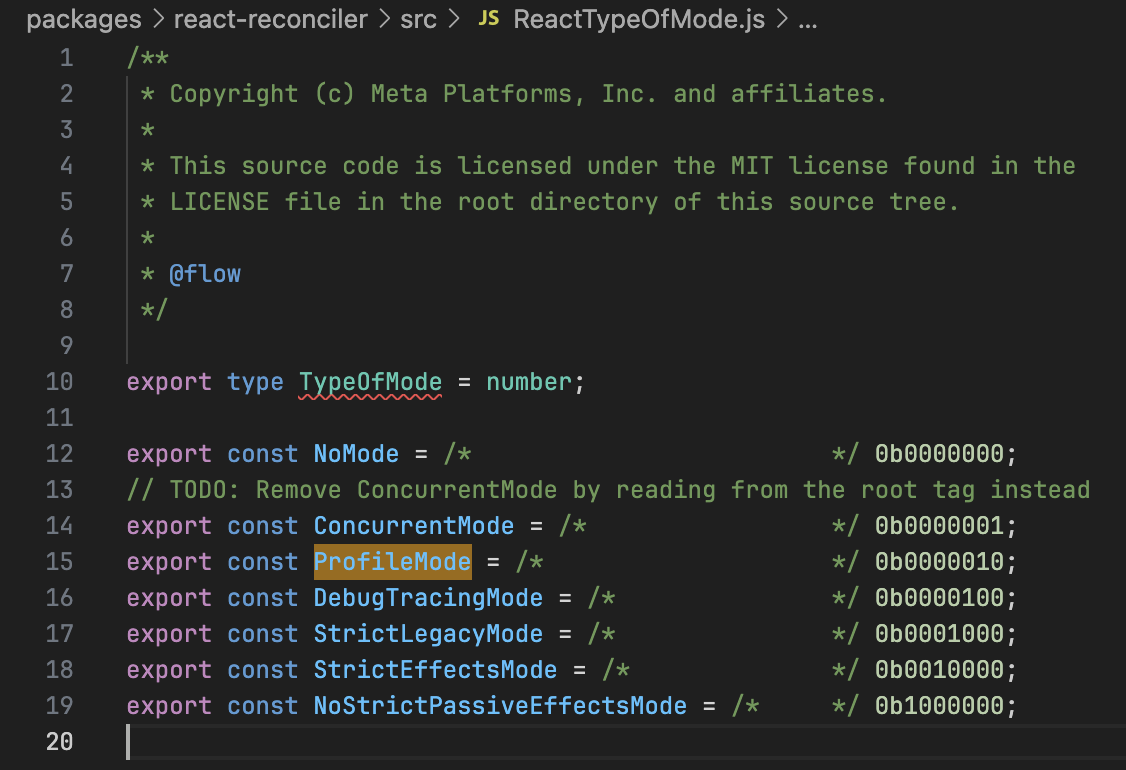 packages > react-reconciler > src > JS ReactTypeOfMode.js > ...
1 /**
2  * Copyright (c) Meta Platforms, Inc. and affiliates.
3  *
4  * This source code is licensed under the MIT license found in the
5  * LICENSE file in the root directory of this source tree.
6  *
7  * @flow
8  */
9
10 export type TypeOfMode = number;
11
12 export const NoMode = /*                         */ 0b0000000;
13 // TODO: Remove ConcurrentMode by reading from the root tag instead
14 export const ConcurrentMode = /*                 */ 0b0000001;
15 export const ProfileMode = /*                    */ 0b0000010;
16 export const DebugTracingMode = /*               */ 0b0000100;
17 export const StrictLegacyMode = /*               */ 0b0001000;
18 export const StrictEffectsMode = /*              */ 0b0010000;
19 export const NoStrictPassiveEffectsMode = /*     */ 0b1000000;
20